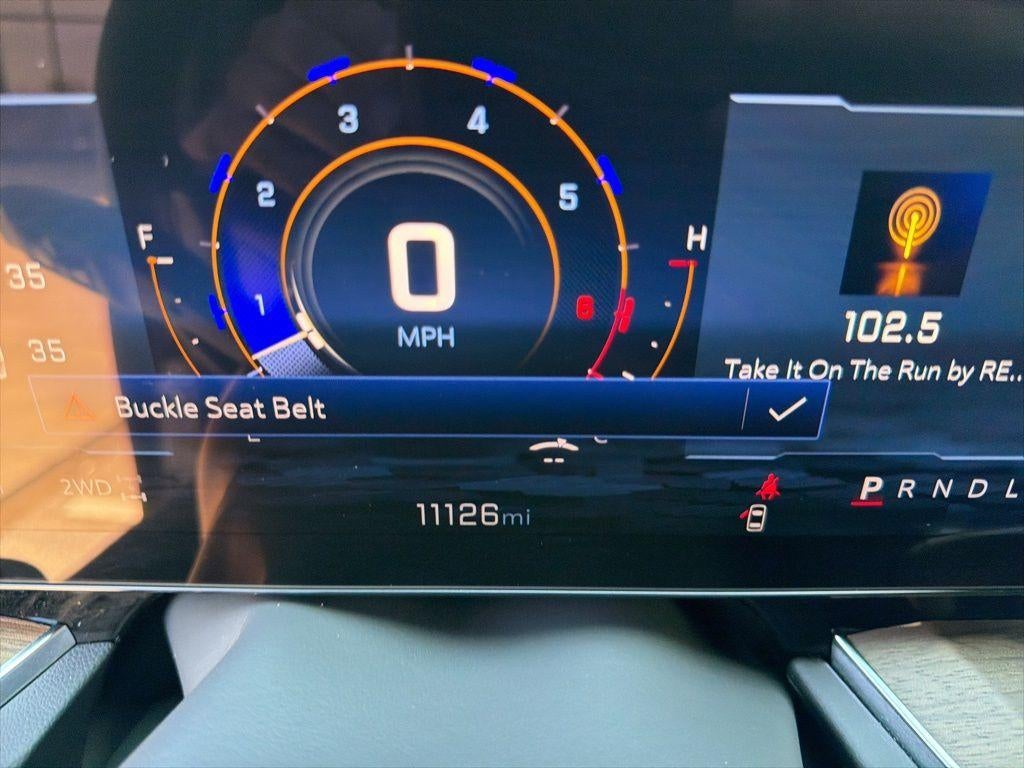 3 4
2 5
F H
35
1 6
0
MPH
102.5
35
Take It On The Run by RE..
Buckle Seat Belt
2WD
P R N D L
11126mi